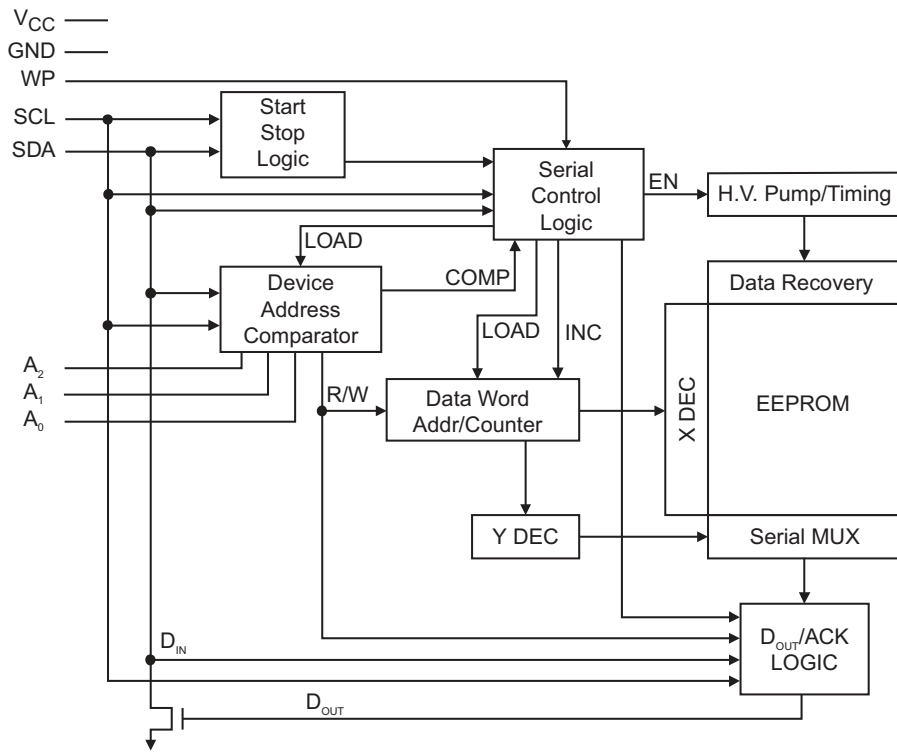 VCC
GND
WP
SCL
SDA
Start
Stop
Logic
Serial
Control
Logic
EN
H.V. Pump/Timing
LOAD
COMP
Device
Address
Comparator
LOAD
INC
Data Recovery
A2
A1
A0
R/W
Data Word
Addr/Counter
X DEC
EEPROM
Y DEC
Serial MUX
DIN
DOUT/ACK
LOGIC
DOUT